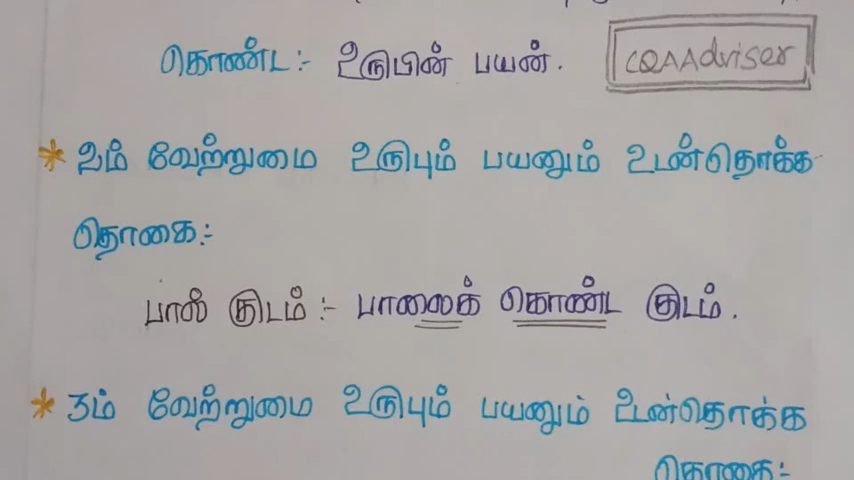 கொண்ட:- உருபின் பயன்.
CQAAdviser
* 2ம் வேற்றுமை உருபும் பயனும் உடன்தொக்க
தொகை:-
பால் குடம்:- பாலைக் கொண்ட குடம்.
* 3ம் வேற்றுமை உருபும் பயனும் உடன்தொக்க
தொகை:-